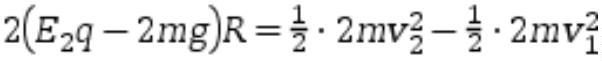 2(E₂q − 2mg)R = ½ · 2mv₂² − ½ · 2mv₁²